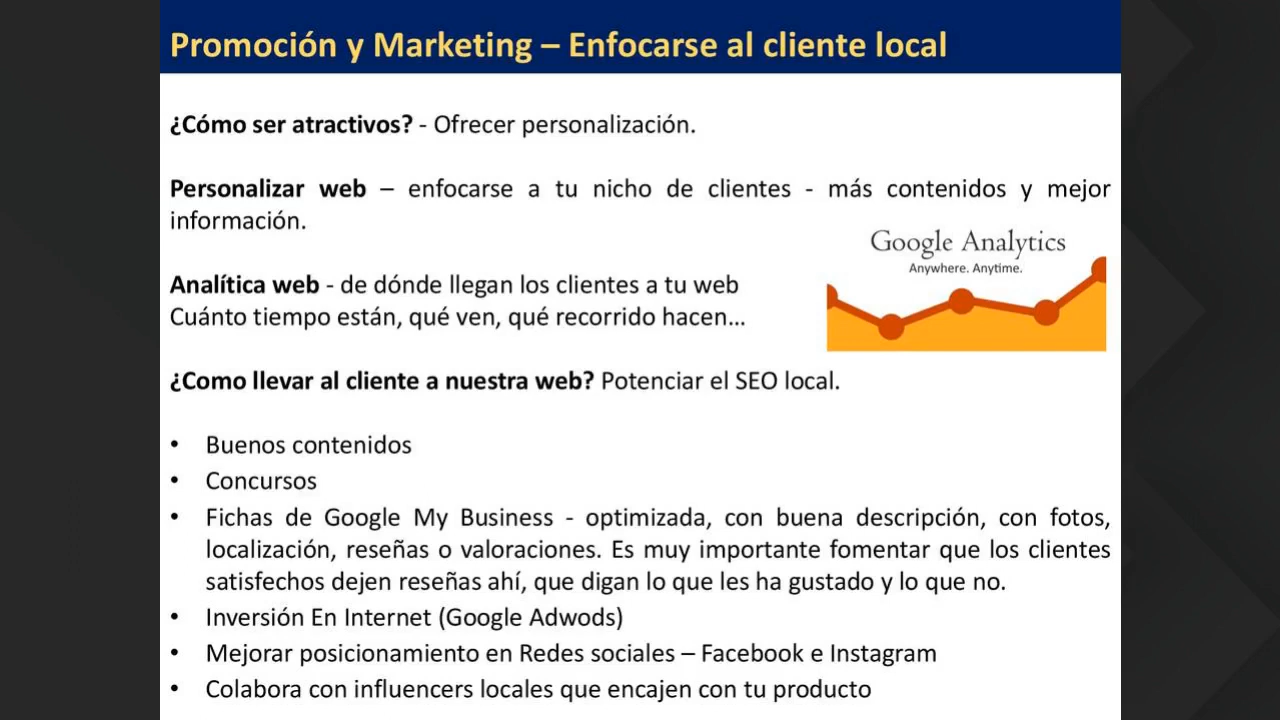 Promoción y Marketing – Enfocarse al cliente local
¿Cómo ser atractivos? - Ofrecer personalización.
Personalizar web – enfocarse a tu nicho de clientes - más contenidos y mejor
información.
Google Analytics
Anywhere. Anytime.
Analítica web - de dónde llegan los clientes a tu web
Cuánto tiempo están, qué ven, qué recorrido hacen...
¿Como llevar al cliente a nuestra web? Potenciar el SEO local.
• Buenos contenidos
• Concursos
• Fichas de Google My Business - optimizada, con buena descripción, con fotos,
localización, reseñas o valoraciones. Es muy importante fomentar que los clientes
satisfechos dejen reseñas ahí, que digan lo que les ha gustado y lo que no.
• Inversión En Internet (Google Adwods)
• Mejorar posicionamiento en Redes sociales – Facebook e Instagram
• Colabora con influencers locales que encajen con tu producto